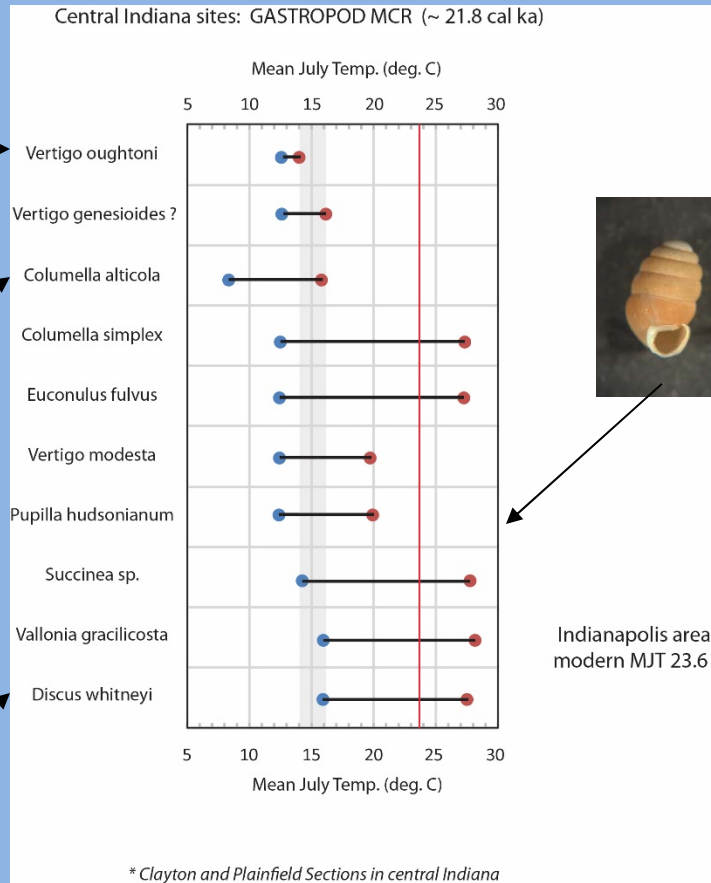 Central Indiana sites: GASTROPOD MCR (~ 21.8 cal ka)
Mean July Temp. (deg. C)
5 10 15 20 25 30
Vertigo oughtoni
Vertigo genesioides ?
Columella alticola
Columella simplex
Euconulus fulvus
Vertigo modesta
Pupilla hudsonianum
Succinea sp.
Vallonia gracilicosta
Discus whitneyi
Indianapolis area
modern MJT 23.6
5 10 15 20 25 30
Mean July Temp. (deg. C)
* Clayton and Plainfield Sections in central Indiana